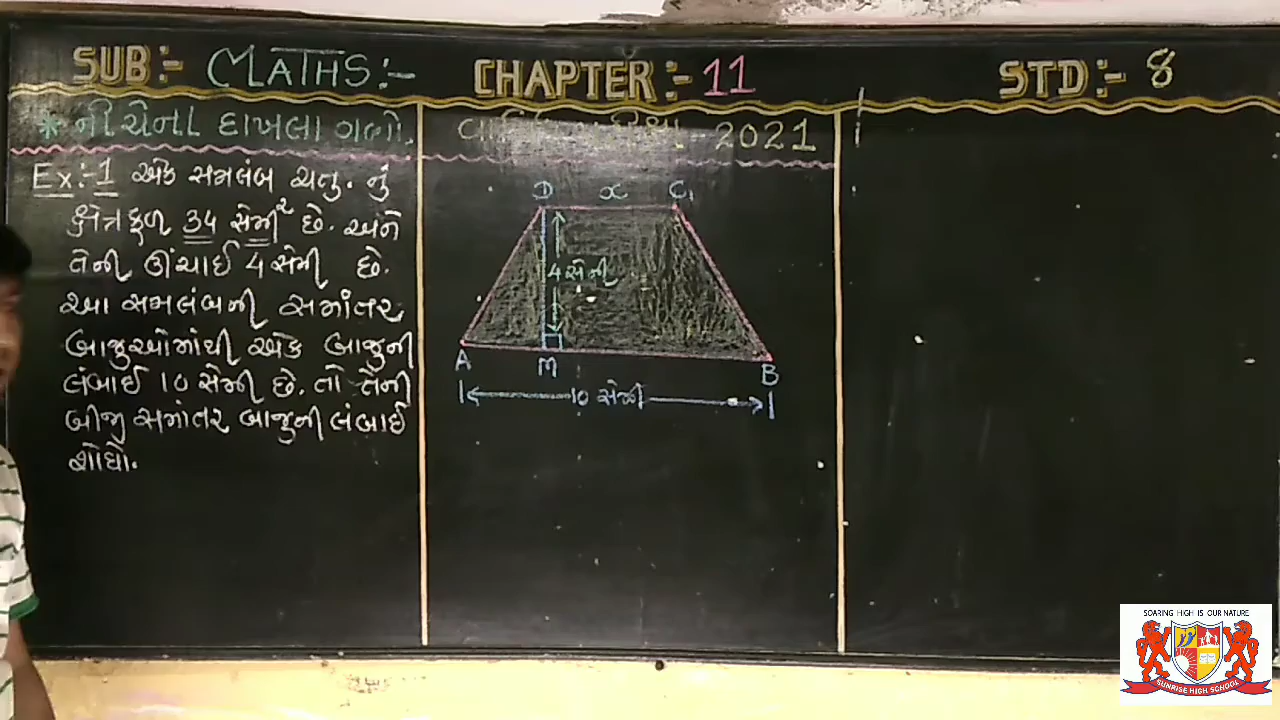 SUB:- MATHS:- CHAPTER:- 11 STD:- 8
* નીચેના દાખલા ગણો.
પરીક્ષા - 2021
Ex:-1 એક સમલંબ ચતુ. નું
ક્ષેત્રફળ 34 સેમી² છે. અને
તેની ઊંચાઈ 4 સેમી છે.
આ સમલંબની સમાંતર
બાજુઓમાંથી એક બાજુની
લંબાઈ 10 સેમી છે. તો તેની
બીજી સમાંતર બાજુની લંબાઈ
શોધો.
D x C
4 સેમી
A M B
10 સેમી
SOARING HIGH IS OUR NATURE
SUNRISE HIGH SCHOOL